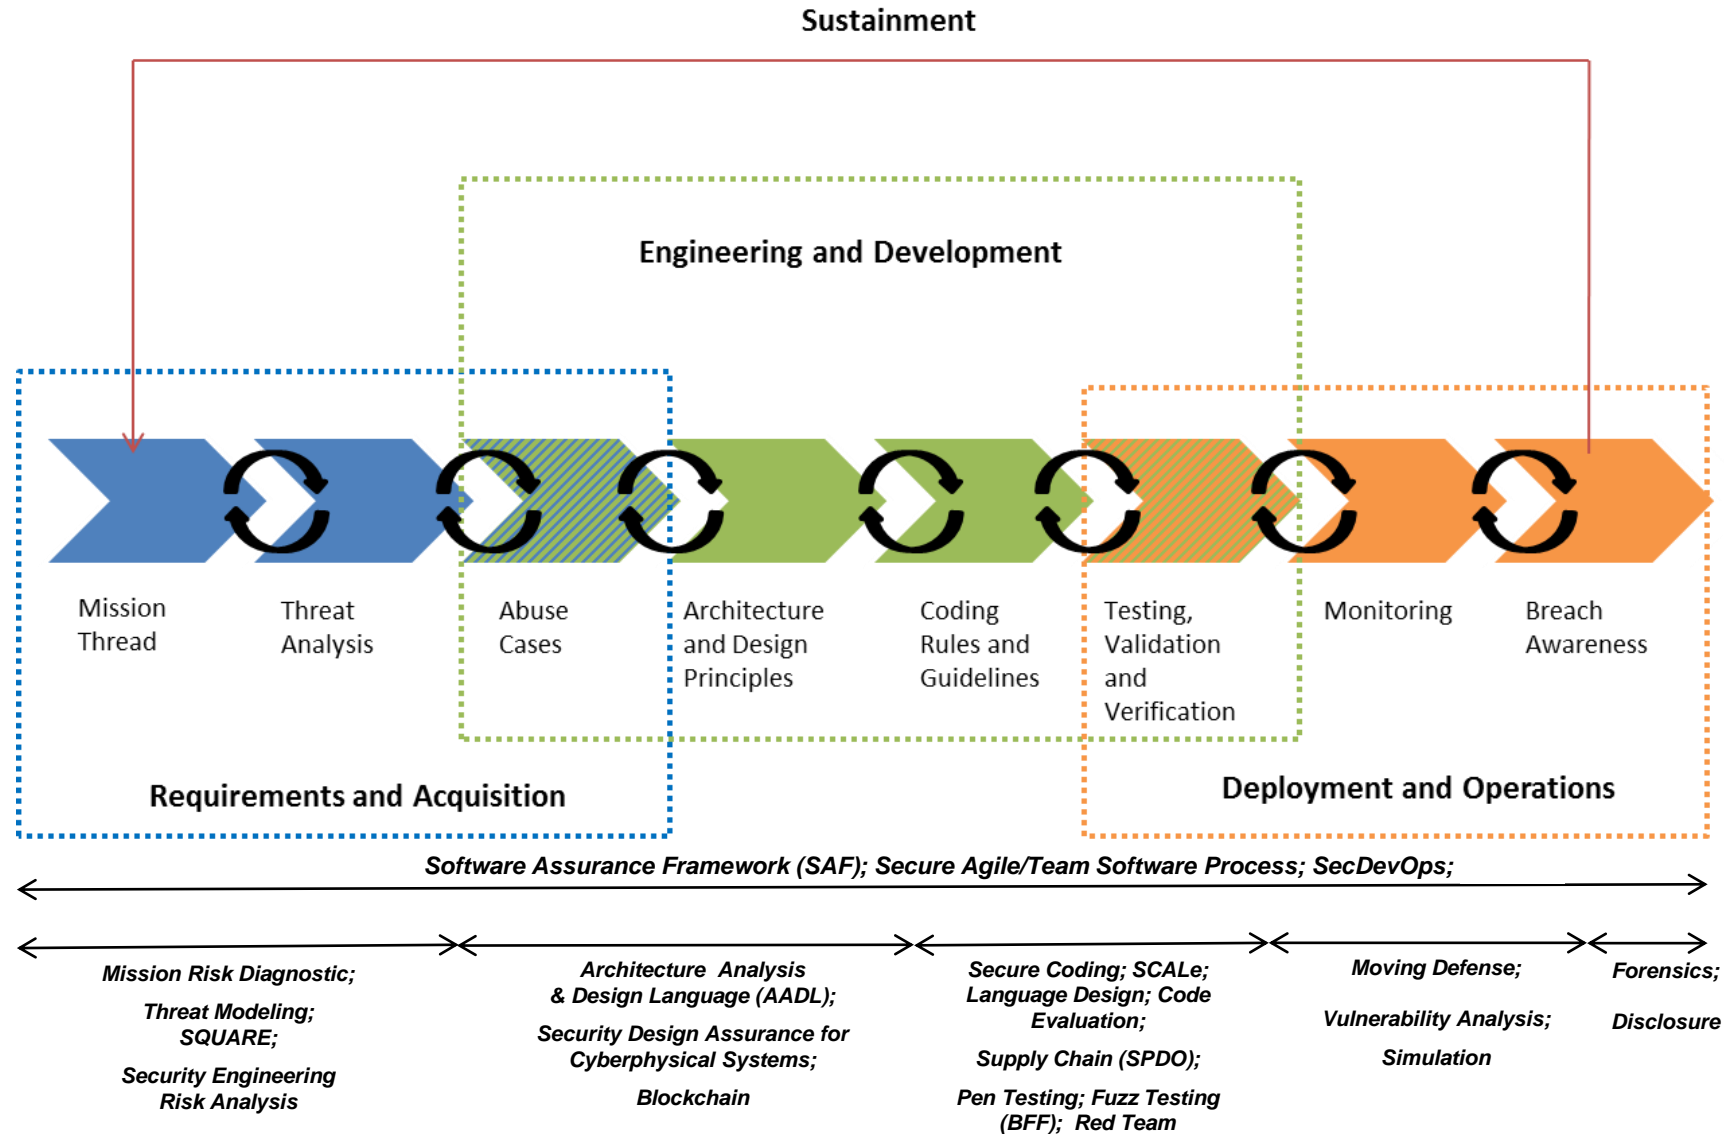 Sustainment
Engineering and Development
Mission
Thread
Threat
Analysis
Abuse
Cases
Architecture
and Design
Principles
Coding
Rules and
Guidelines
Testing,
Validation
and
Verification
Monitoring
Breach
Awareness
Requirements and Acquisition
Deployment and Operations
Software Assurance Framework (SAF); Secure Agile/Team Software Process; SecDevOps;
Mission Risk Diagnostic;
Threat Modeling;
SQUARE;
Security Engineering
Risk Analysis
Architecture Analysis
& Design Language (AADL);
Security Design Assurance for
Cyberphysical Systems;
Blockchain
Secure Coding; SCALe;
Language Design; Code
Evaluation;
Supply Chain (SPDO);
Pen Testing; Fuzz Testing
(BFF); Red Team
Moving Defense;
Vulnerability Analysis;
Simulation
Forensics;
Disclosure